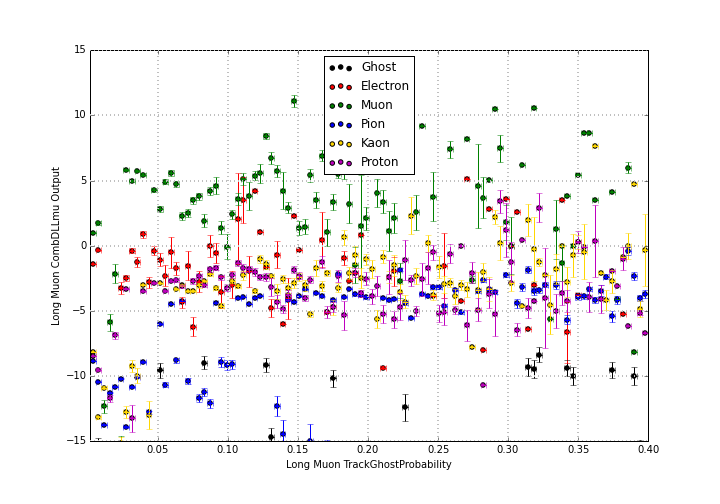 15
10
5
0
−5
−10
−15
Long Muon CombDLLmu Output
Ghost
Electron
Muon
Pion
Kaon
Proton
0.05 0.10 0.15 0.20 0.25 0.30 0.35 0.40
Long Muon TrackGhostProbability